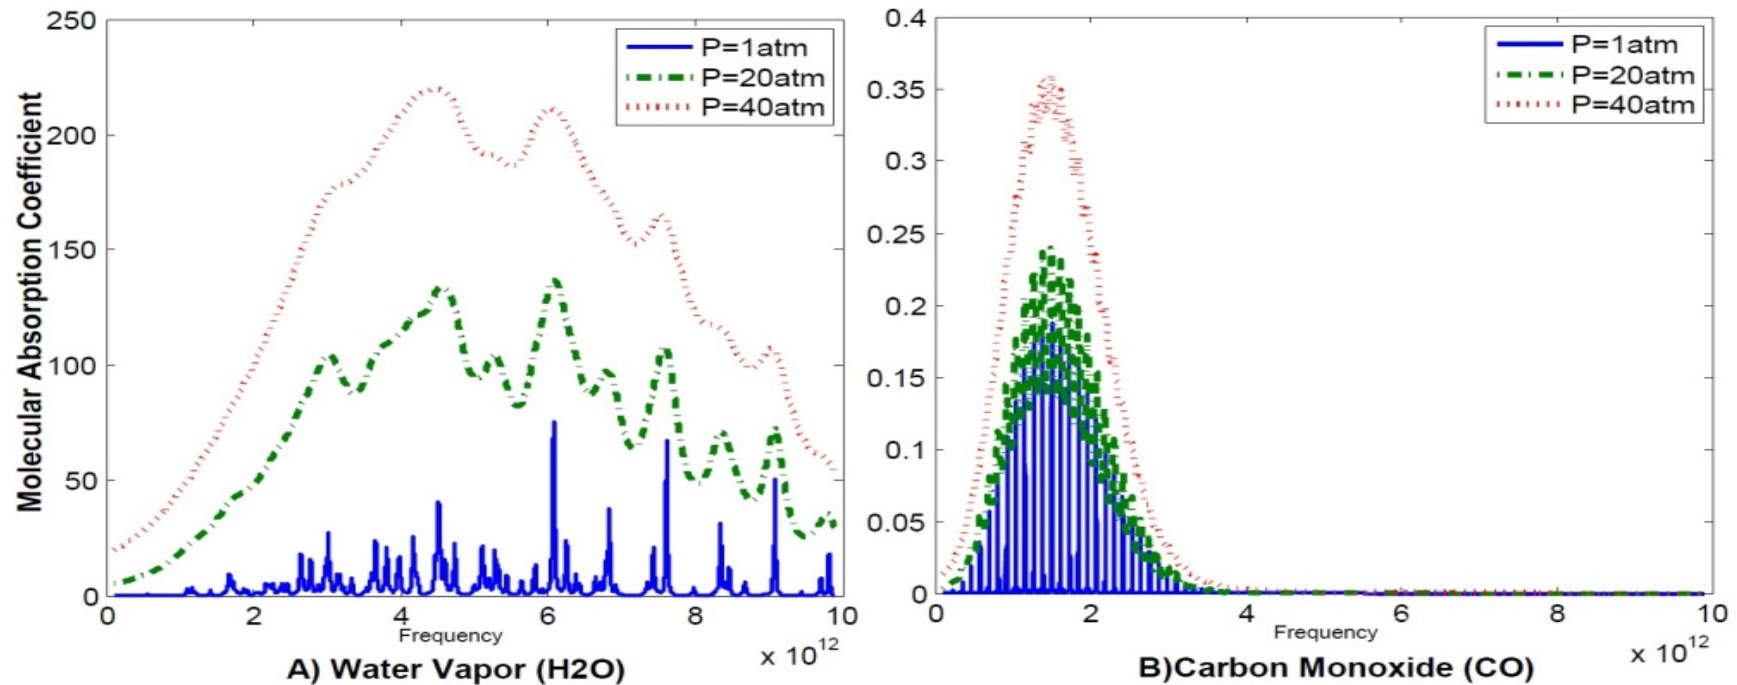 250
200
150
100
50
0
Molecular Absorption Coefficient
P=1atm
P=20atm
P=40atm
0 2 4 6 8 10
Frequency
x 10^12
A) Water Vapor (H2O)
0.4
0.35
0.3
0.25
0.2
0.15
0.1
0.05
0
P=1atm
P=20atm
P=40atm
0 2 4 6 8 10
Frequency
x 10^12
B)Carbon Monoxide (CO)